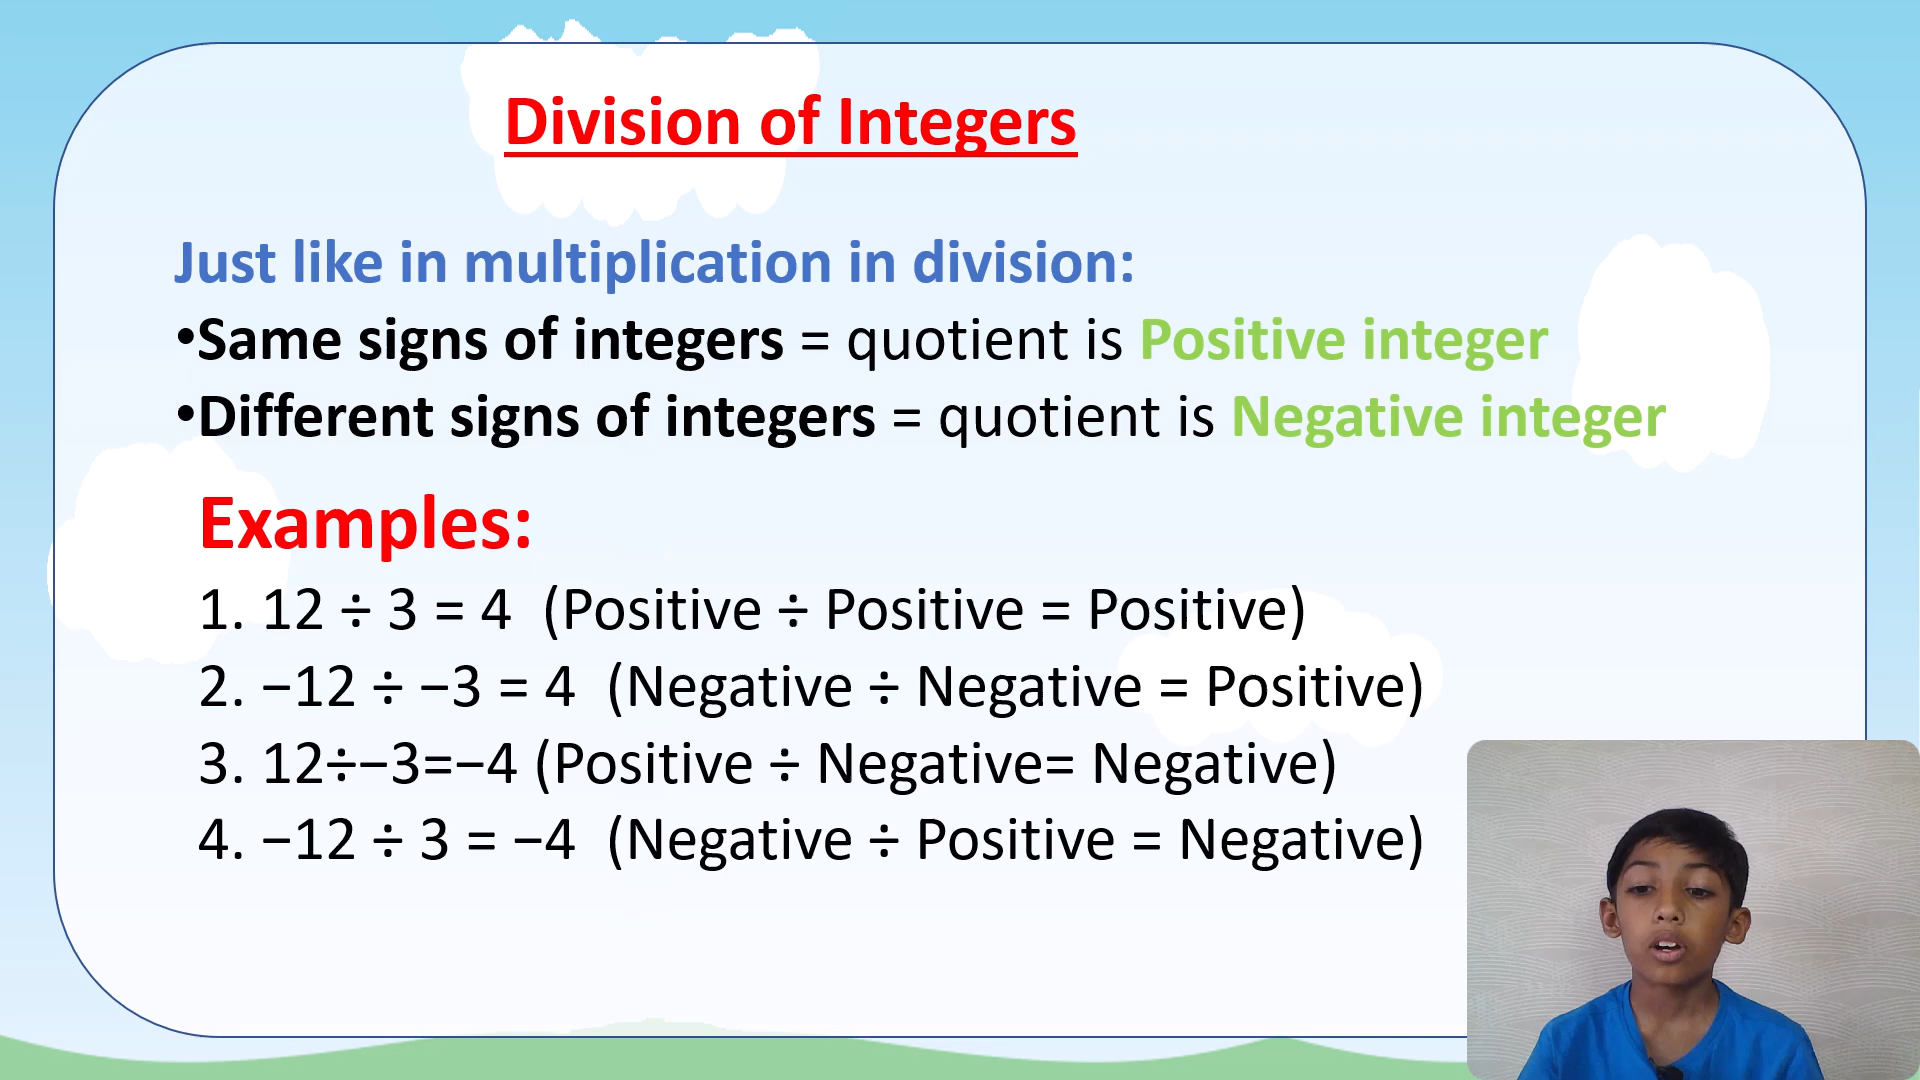 Division of Integers
Just like in multiplication in division:
•Same signs of integers = quotient is Positive integer
•Different signs of integers = quotient is Negative integer
Examples:
1. 12 ÷ 3 = 4 (Positive ÷ Positive = Positive)
2. −12 ÷ −3 = 4 (Negative ÷ Negative = Positive)
3. 12÷−3=−4 (Positive ÷ Negative= Negative)
4. −12 ÷ 3 = −4 (Negative ÷ Positive = Negative)